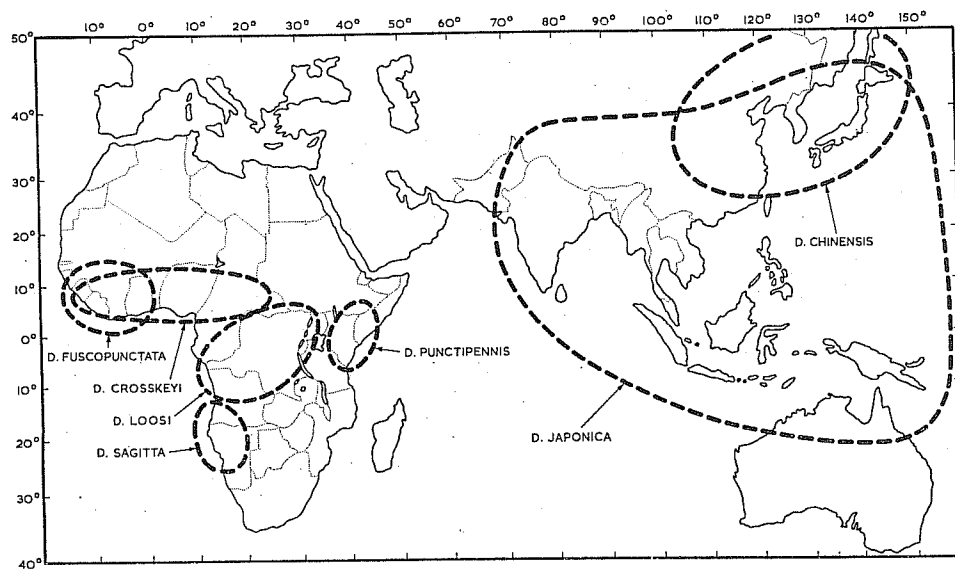 10° 0° 10° 20° 30° 40° 50° 60° 70° 80° 90° 100° 110° 120° 130° 140° 150°
50°
40°
30°
20°
10°
0°
10°
20°
30°
40°
D. CHINENSIS
D. FUSCOPUNCTATA
D. PUNCTIPENNIS
D. CROSSKEYI
D. LOOSI
D. SAGITTA
D. JAPONICA